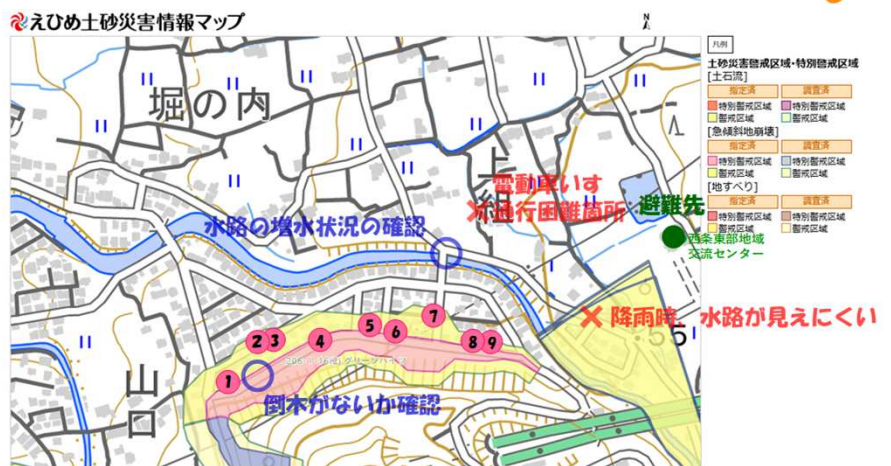 えひめ土砂災害情報マップ
N
凡例
土砂災害警戒区域・特別警戒区域
[土石流]
指定済 調査済
特別警戒区域 特別警戒区域
警戒区域 警戒区域
[急傾斜地崩壊]
指定済 調査済
特別警戒区域 特別警戒区域
警戒区域 警戒区域
[地すべり]
指定済 調査済
特別警戒区域 特別警戒区域
警戒区域 警戒区域
堀の内
上組
電動車いす
✕通行困難箇所
避難先
西条東部地域
交流センター
水路の増水状況の確認
✕ 降雨時、水路が見えにくい
55
1
2
3
4
5
6
7
8
9
倒木がないか確認
山口